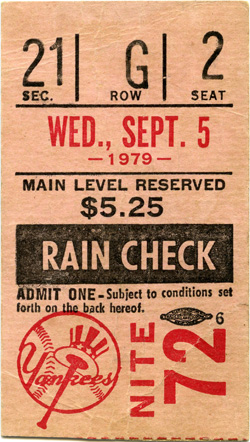 21 G 2
SEC. ROW SEAT
WED., SEPT. 5
—1979—
MAIN LEVEL RESERVED
$5.25
RAIN CHECK
ADMIT ONE–Subject to conditions set
forth on the back hereof.
Yankees
NITE
72
6